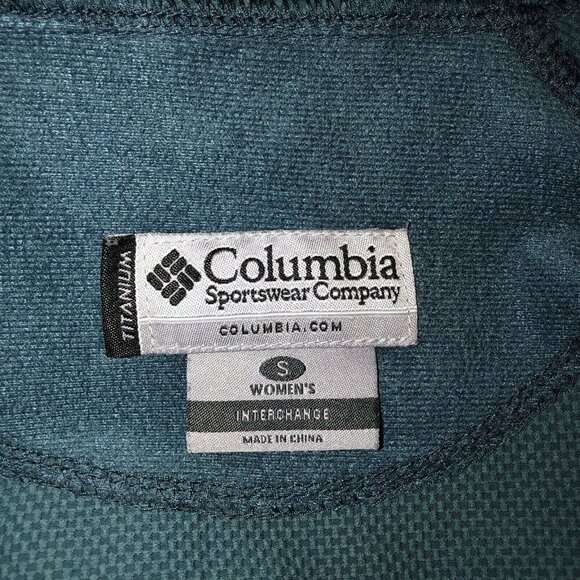 TITANIUM
Columbia
Sportswear Company
COLUMBIA.COM
S
WOMEN'S
INTERCHANGE
MADE IN CHINA